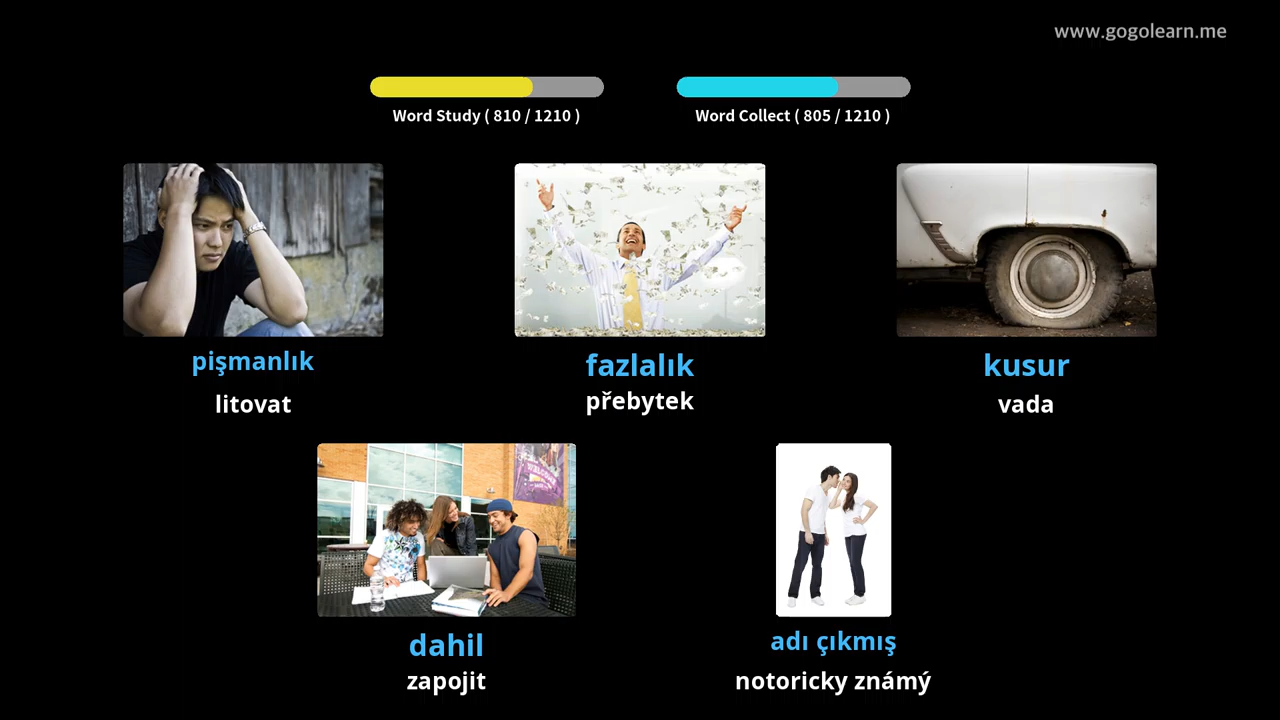 www.gogolearn.me
Word Study ( 810 / 1210 )
Word Collect ( 805 / 1210 )
pişmanlık
litovat
fazlalık
přebytek
kusur
vada
dahil
zapojit
adı çıkmış
notoricky známý